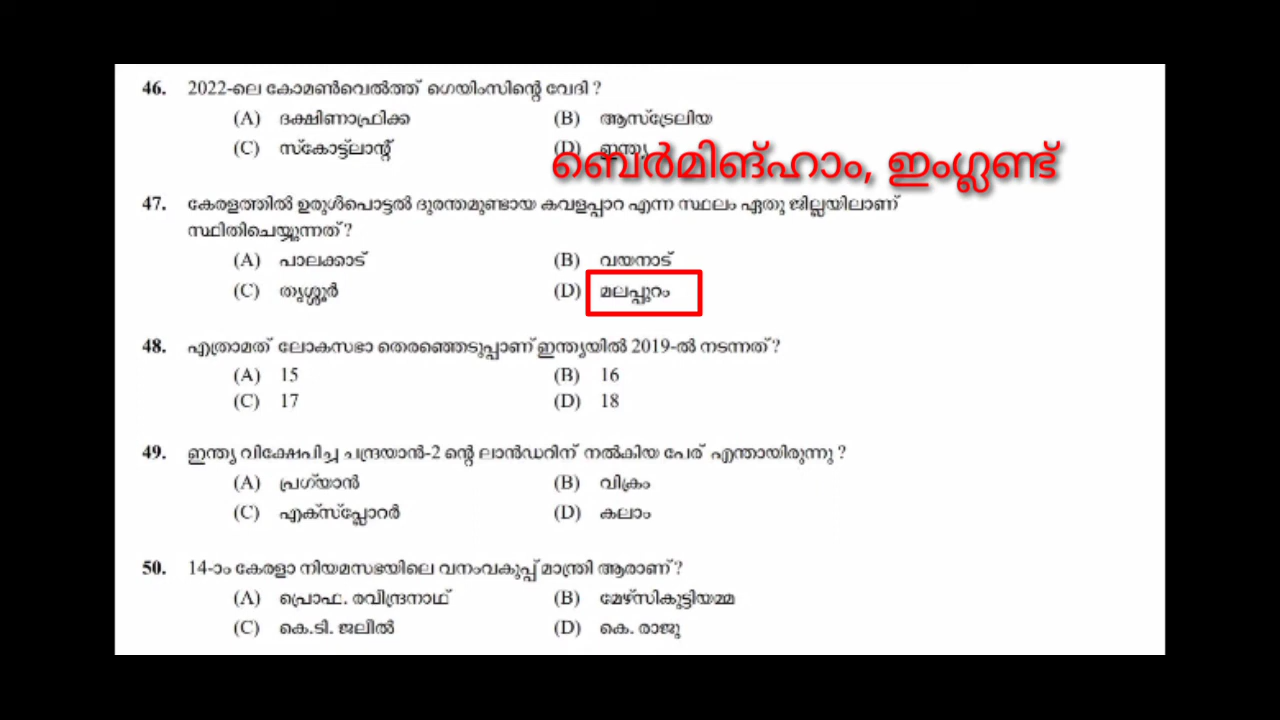 46. 2022-ലെ കോമൺവെൽത്ത് ഗെയിംസിന്റെ വേദി ?
(A) ദക്ഷിണാഫ്രിക്ക (B) ആസ്ട്രേലിയ
(C) സ്കോട്ട്ലാന്റ് (D) ഇന്ത്യ
ബെർമിങ്ഹാം, ഇംഗ്ലണ്ട്
47. കേരളത്തിൽ ഉരുൾപൊട്ടൽ ദുരന്തമുണ്ടായ കവളപ്പാറ എന്ന സ്ഥലം ഏതു ജില്ലയിലാണ്
സ്ഥിതിചെയ്യുന്നത് ?
(A) പാലക്കാട് (B) വയനാട്
(C) തൃശ്ശൂർ (D) മലപ്പുറം
48. എത്രാമത് ലോകസഭാ തെരഞ്ഞെടുപ്പാണ് ഇന്ത്യയിൽ 2019-ൽ നടന്നത് ?
(A) 15 (B) 16
(C) 17 (D) 18
49. ഇന്ത്യ വിക്ഷേപിച്ച ചന്ദ്രയാൻ-2 ന്റെ ലാൻഡറിന് നൽകിയ പേര് എന്തായിരുന്നു ?
(A) പ്രഗ്യാൻ (B) വിക്രം
(C) എക്സ്പ്ലോറർ (D) കലാം
50. 14-ാം കേരളാ നിയമസഭയിലെ വനംവകുപ്പ് മാന്ത്രി ആരാണ് ?
(A) പ്രൊഫ. രവീന്ദ്രനാഥ് (B) മേഴ്സികുട്ടിയമ്മ
(C) കെ.ടി. ജലീൽ (D) കെ. രാജു